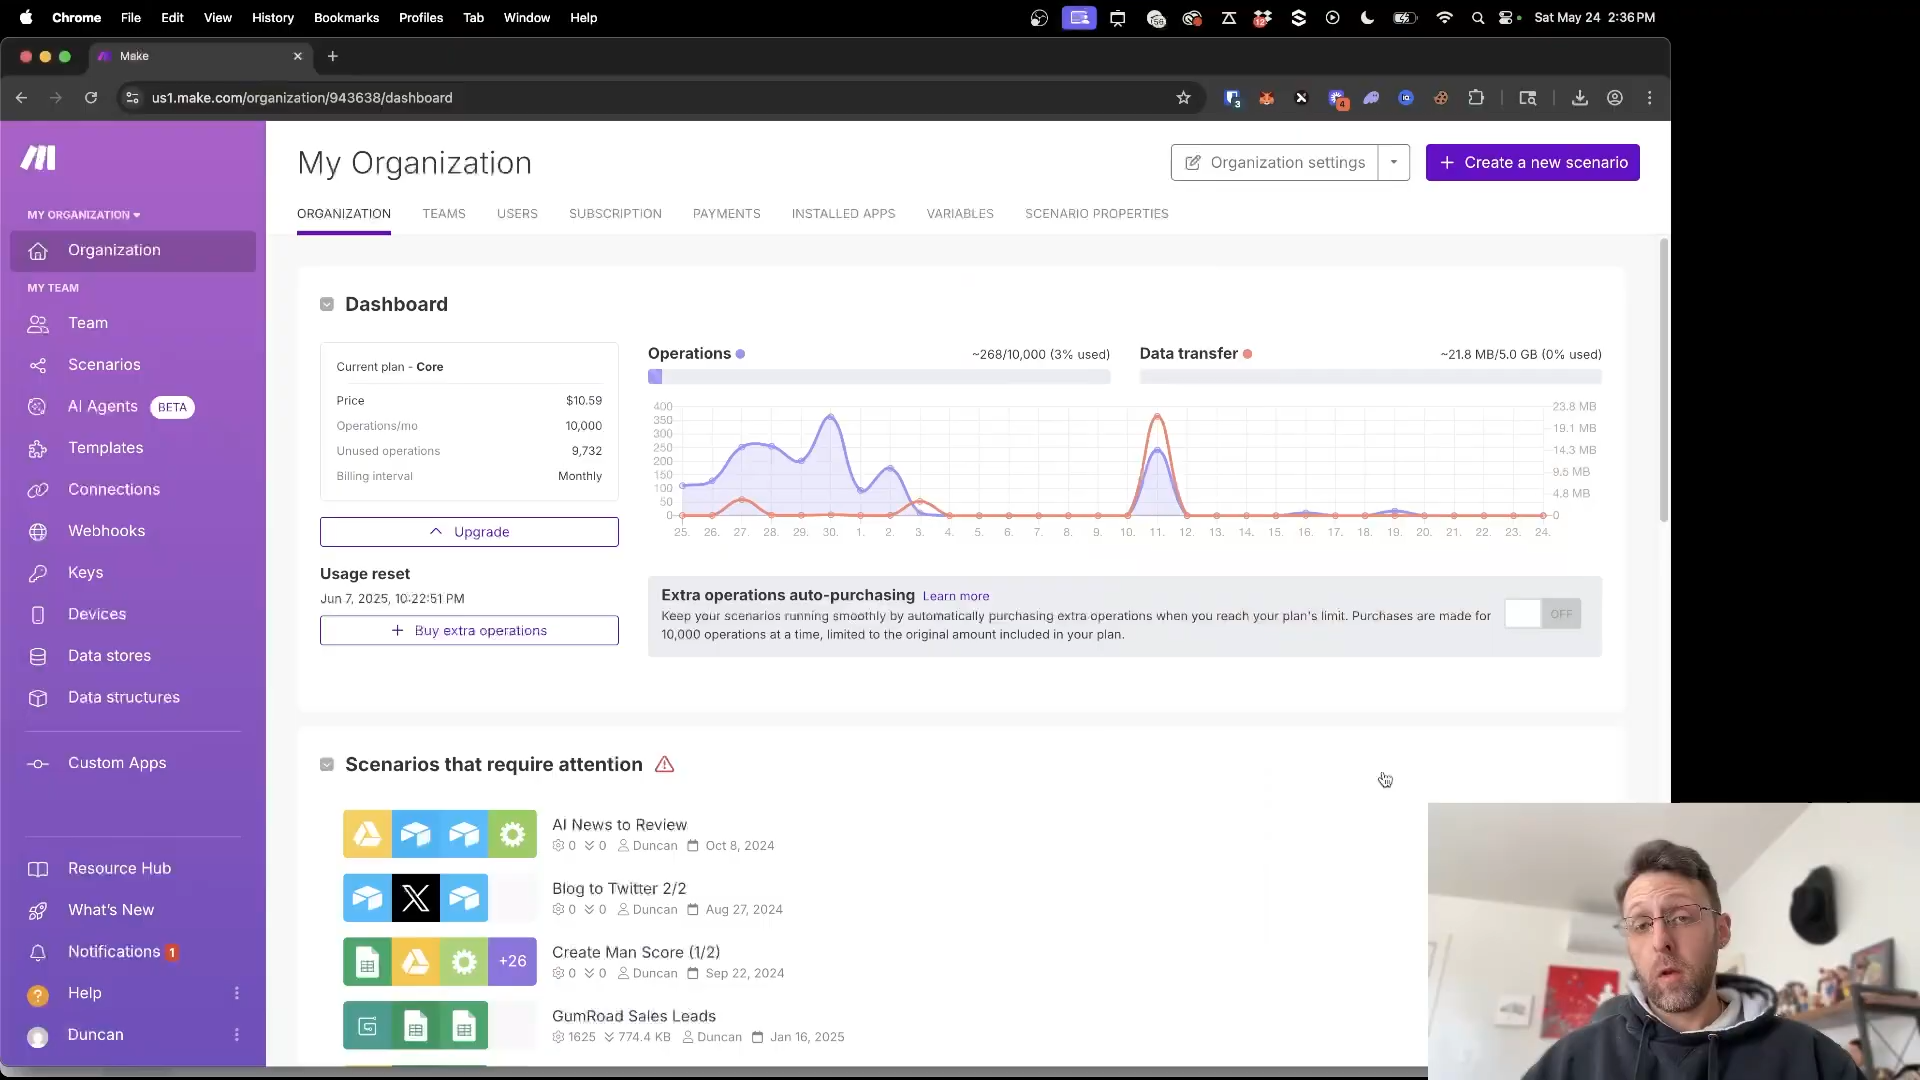 Chrome File Edit View History Bookmarks Profiles Tab Window Help
Sat May 24 2:36 PM
Make
us1.make.com/organization/943638/dashboard
My Organization
Organization settings
Create a new scenario
MY ORGANIZATION
Organization
MY TEAM
Team
Scenarios
AI Agents BETA
Templates
Connections
Webhooks
Keys
Devices
Data stores
Data structures
Custom Apps
Resource Hub
What's New
Notifications 1
Help
Duncan
ORGANIZATION TEAMS USERS SUBSCRIPTION PAYMENTS INSTALLED APPS VARIABLES SCENARIO PROPERTIES
Dashboard
Current plan - Core
Price $10.59
Operations/mo 10,000
Unused operations 9,732
Billing interval Monthly
Upgrade
Usage reset
Jun 7, 2025, 10:22:51 PM
Buy extra operations
Operations ~268/10,000 (3% used)
Data transfer ~21.8 MB/5.0 GB (0% used)
400 23.8 MB
350
300 19.1 MB
250
200 14.3 MB
150 9.5 MB
100 4.8 MB
50
0 0
25. 26. 27. 28. 29. 30. 1. 2. 3. 4. 5. 6. 7. 8. 9. 10. 11. 12. 13. 14. 15. 16. 17. 18. 19. 20. 21. 22. 23. 24.
Extra operations auto-purchasing Learn more
Keep your scenarios running smoothly by automatically purchasing extra operations when you reach your plan's limit. Purchases are made for
10,000 operations at a time, limited to the original amount included in your plan.
OFF
Scenarios that require attention
AI News to Review
0 0 Duncan Oct 8, 2024
Blog to Twitter 2/2
0 0 Duncan Aug 27, 2024
+26
Create Man Score (1/2)
0 0 Duncan Sep 22, 2024
GumRoad Sales Leads
1625 774.4 KB Duncan Jan 16, 2025